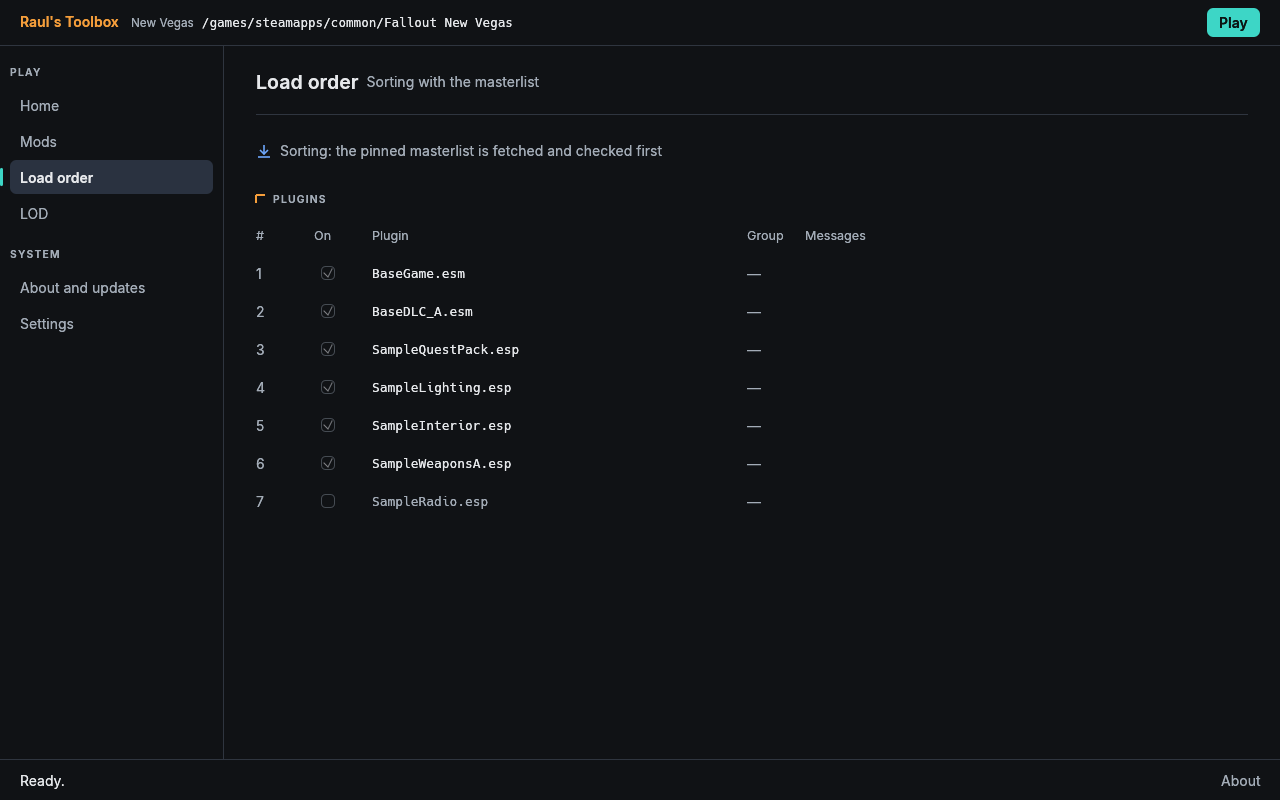 Raul's Toolbox New Vegas /games/steamapps/common/Fallout New Vegas Play
PLAY
Home
Mods
Load order
LOD
SYSTEM
About and updates
Settings
Load order Sorting with the masterlist
Sorting: the pinned masterlist is fetched and checked first
PLUGINS
# On Plugin Group Messages
1 BaseGame.esm —
2 BaseDLC_A.esm —
3 SampleQuestPack.esp —
4 SampleLighting.esp —
5 SampleInterior.esp —
6 SampleWeaponsA.esp —
7 SampleRadio.esp —
Ready. About